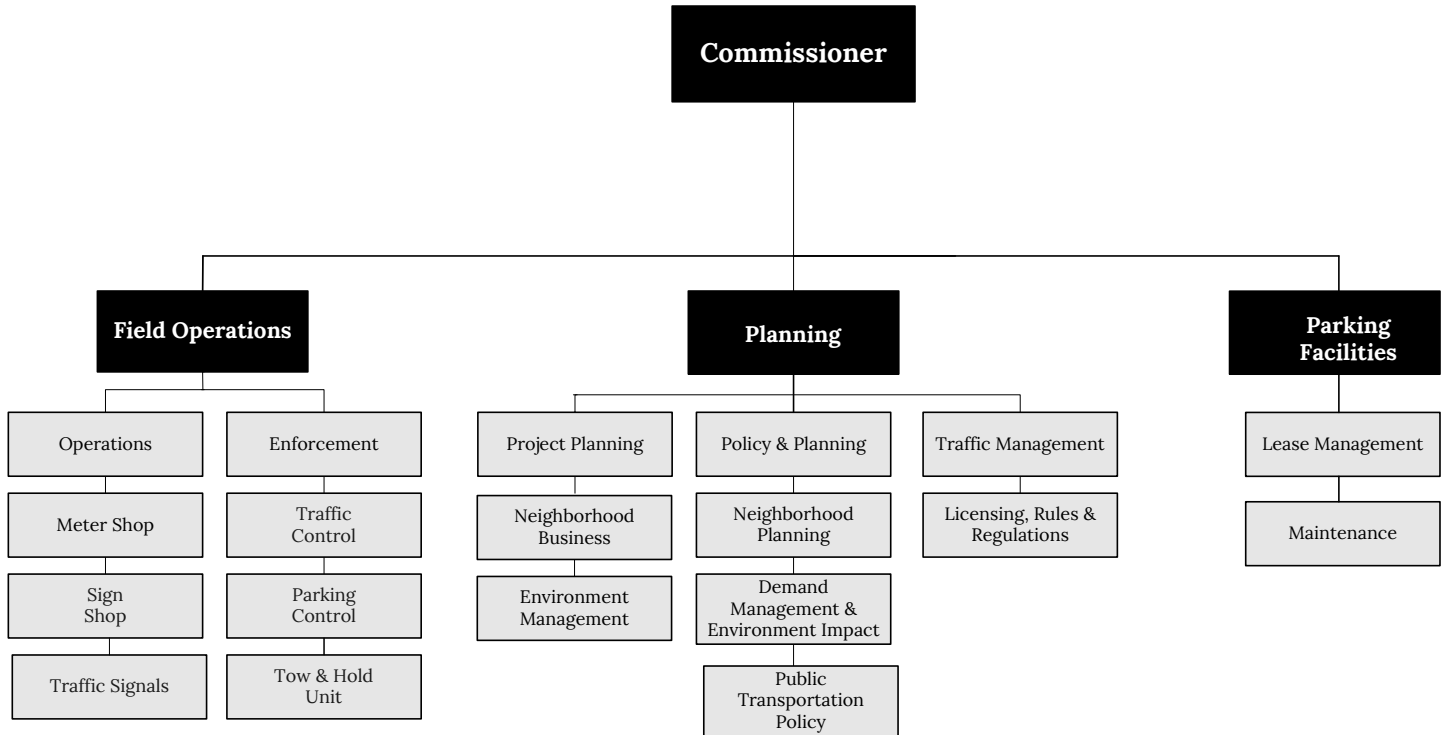 Commissioner
Field Operations
Planning
Parking
Facilities
Operations
Enforcement
Project Planning
Policy & Planning
Traffic Management
Lease Management
Meter Shop
Traffic
Control
Neighborhood
Business
Neighborhood
Planning
Licensing, Rules &
Regulations
Maintenance
Sign
Shop
Parking
Control
Environment
Management
Demand
Management &
Environment Impact
Traffic Signals
Tow & Hold
Unit
Public
Transportation
Policy